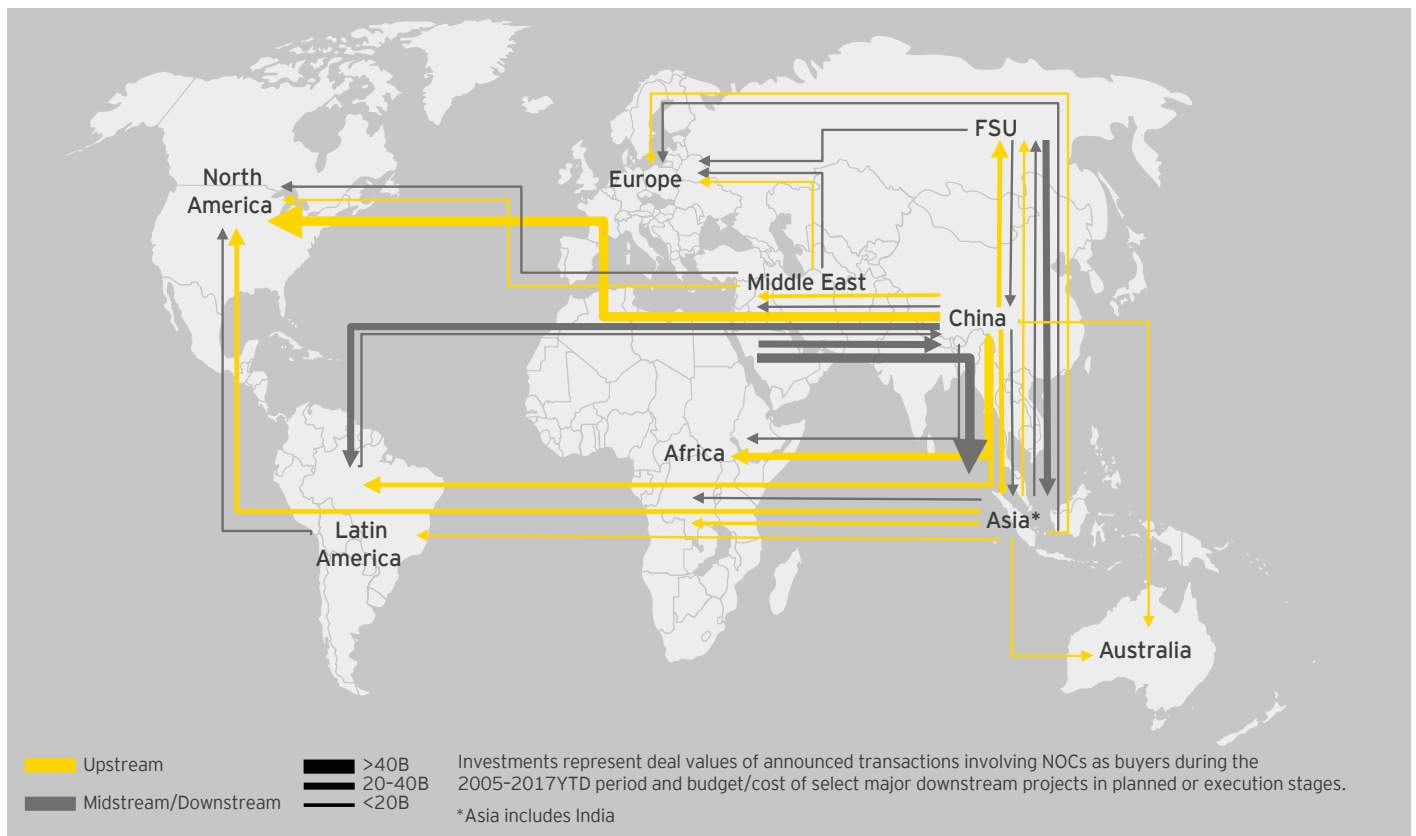 FSU
North
America
Europe
Middle East
China
Africa
Asia*
Latin
America
Australia
Upstream
Midstream/Downstream
>40B
20–40B
<20B
Investments represent deal values of announced transactions involving NOCs as buyers during the
2005–2017YTD period and budget/cost of select major downstream projects in planned or execution stages.
*Asia includes India